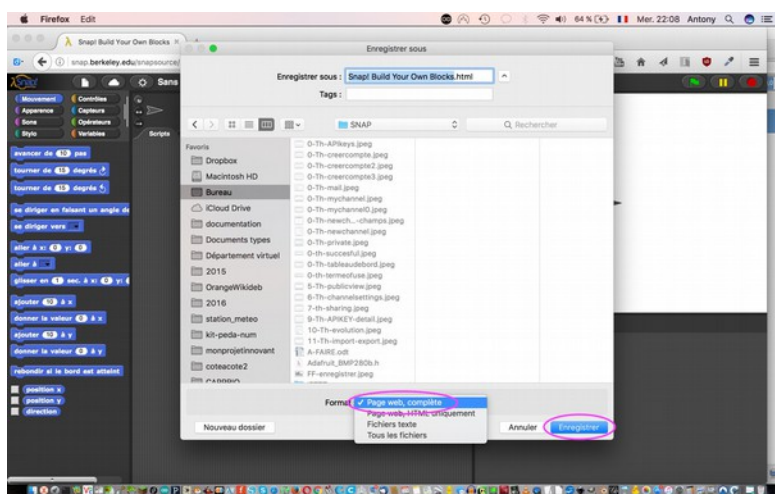 Firefox Edit 64 % Mer. 22:08 Antony
Snap! Build Your Own Blocks
snap.berkeley.edu/snapsource/
Enregistrer sous
Enregistrer sous : Snap! Build Your Own Blocks.html
Tags :
SNAP
Rechercher
Sans
Mouvement Contrôles
Apparence Capteurs
Sons Opérateurs
Stylo Variables
Scripts
avancer de 10 pas
tourner de 15 degrés
tourner de 15 degrés
se diriger en faisant un angle de
se diriger vers
aller à x: 0 y: 0
aller à
glisser en 1 sec. à x: 0 y:
ajouter 10 à x
donner la valeur 0 à x
ajouter 10 à y
donner la valeur 0 à y
rebondir si le bord est atteint
position x
position y
direction
Favoris
Dropbox
Macintosh HD
Bureau
iCloud Drive
documentation
Documents types
Département virtuel
2015
OrangeWikideb
2016
station_meteo
kit-peda-num
monprojetinnovant
coteacote2
0-Th-APIkeys.jpeg
0-Th-creercompte.jpeg
0-Th-creercompte2.jpeg
0-Th-creercompte3.jpeg
0-Th-mail.jpeg
0-Th-mychannel.jpeg
0-Th-mychannel0.jpeg
0-Th-newch...-champs.jpeg
0-Th-newchannel.jpeg
0-Th-private.jpeg
0-th-succesful.jpeg
0-Th-tableaudebord.jpeg
0-th-termeofuse.jpeg
5-Th-publicview.jpeg
6-Th-channelsettings.jpeg
7-th-sharing.jpeg
9-Th-APIKEY-detail.jpeg
10-Th-evolution.jpeg
11-Th-import-export.jpeg
A-FAIRE.odt
Adafruit_BMP280b.h
FF-enregistrer.jpeg
Format
Page web, complète
Page web, HTML uniquement
Fichiers texte
Tous les fichiers
Nouveau dossier
Annuler
Enregistrer